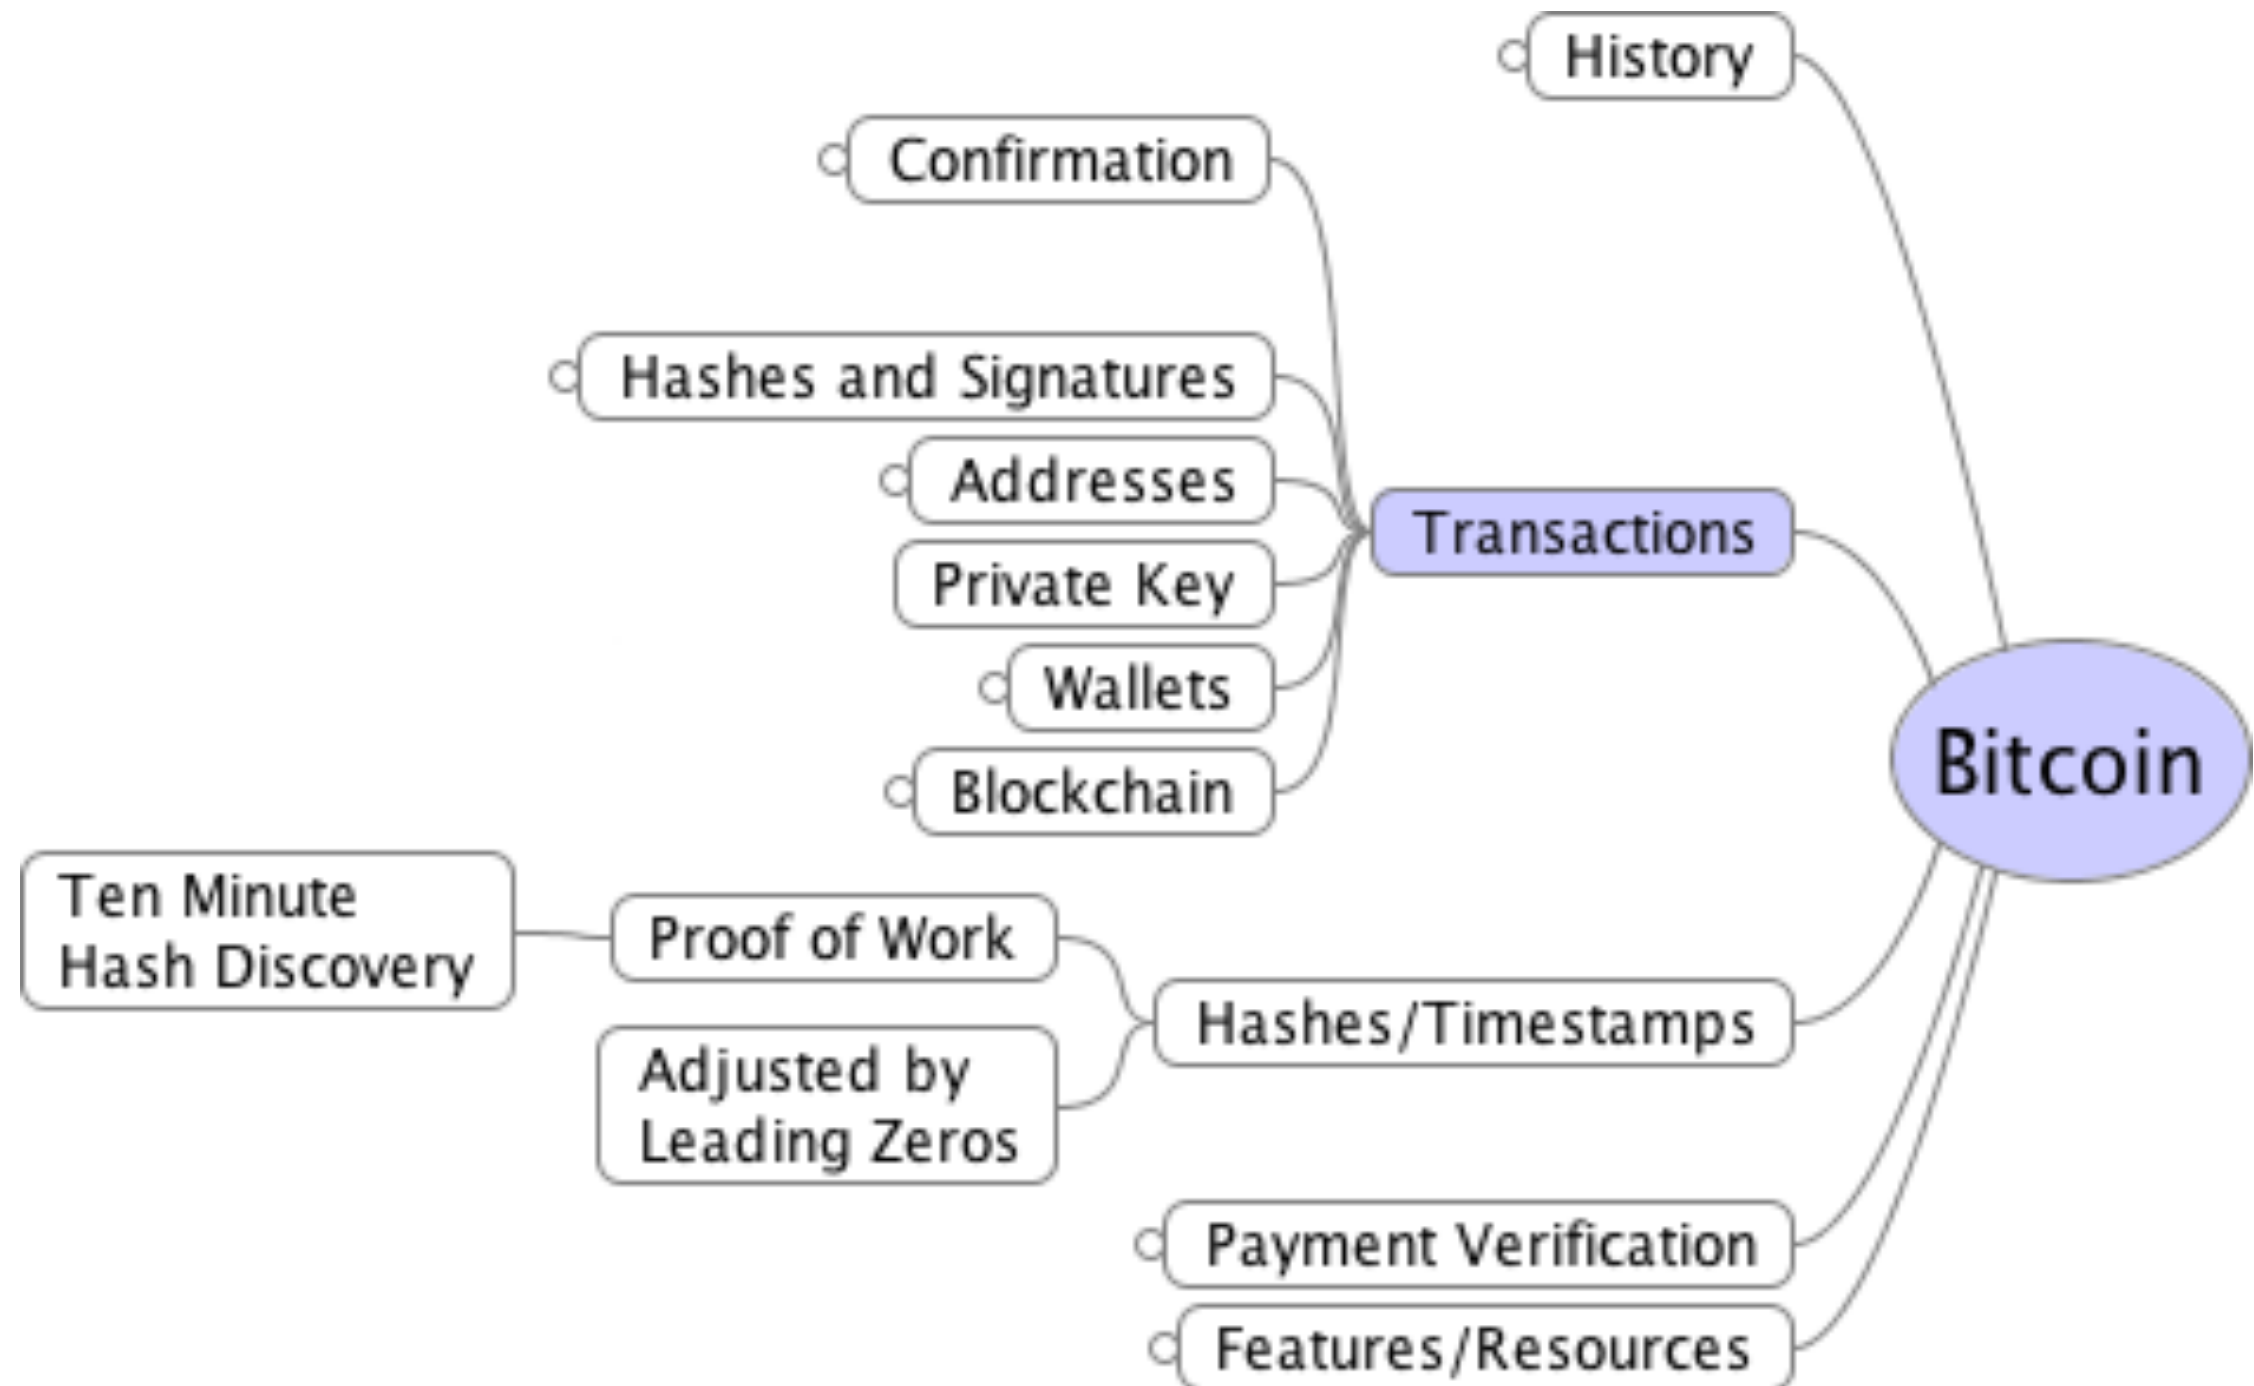 History
Confirmation
Hashes and Signatures
Addresses
Transactions
Private Key
Wallets
Bitcoin
Blockchain
Ten Minute
Hash Discovery
Proof of Work
Hashes/Timestamps
Adjusted by
Leading Zeros
Payment Verification
Features/Resources